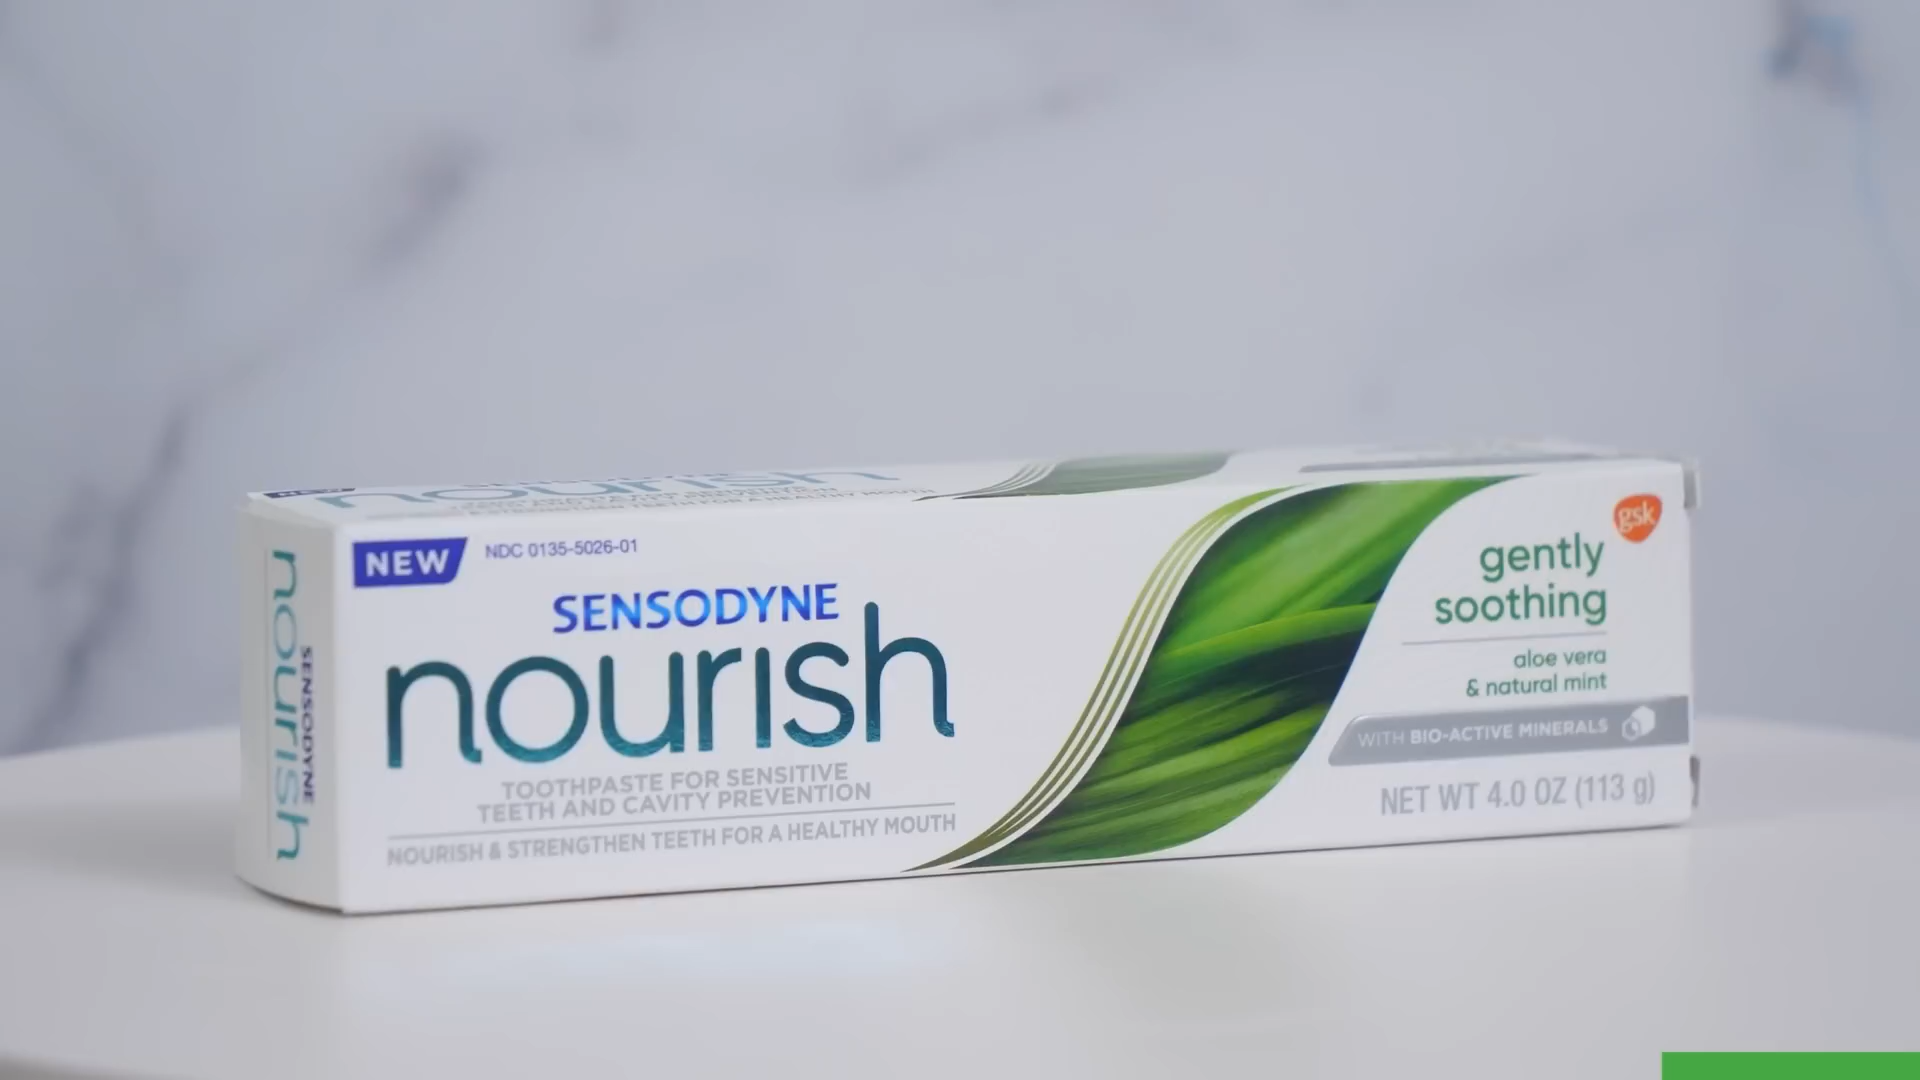 NEW
NDC 0135-5026-01
SENSODYNE
nourish
TOOTHPASTE FOR SENSITIVE
TEETH AND CAVITY PREVENTION
NOURISH & STRENGTHEN TEETH FOR A HEALTHY MOUTH
gsk
gently
soothing
aloe vera
& natural mint
WITH BIO-ACTIVE MINERALS
NET WT 4.0 OZ (113 g)
SENSODYNE
nourish
NEW
nourish